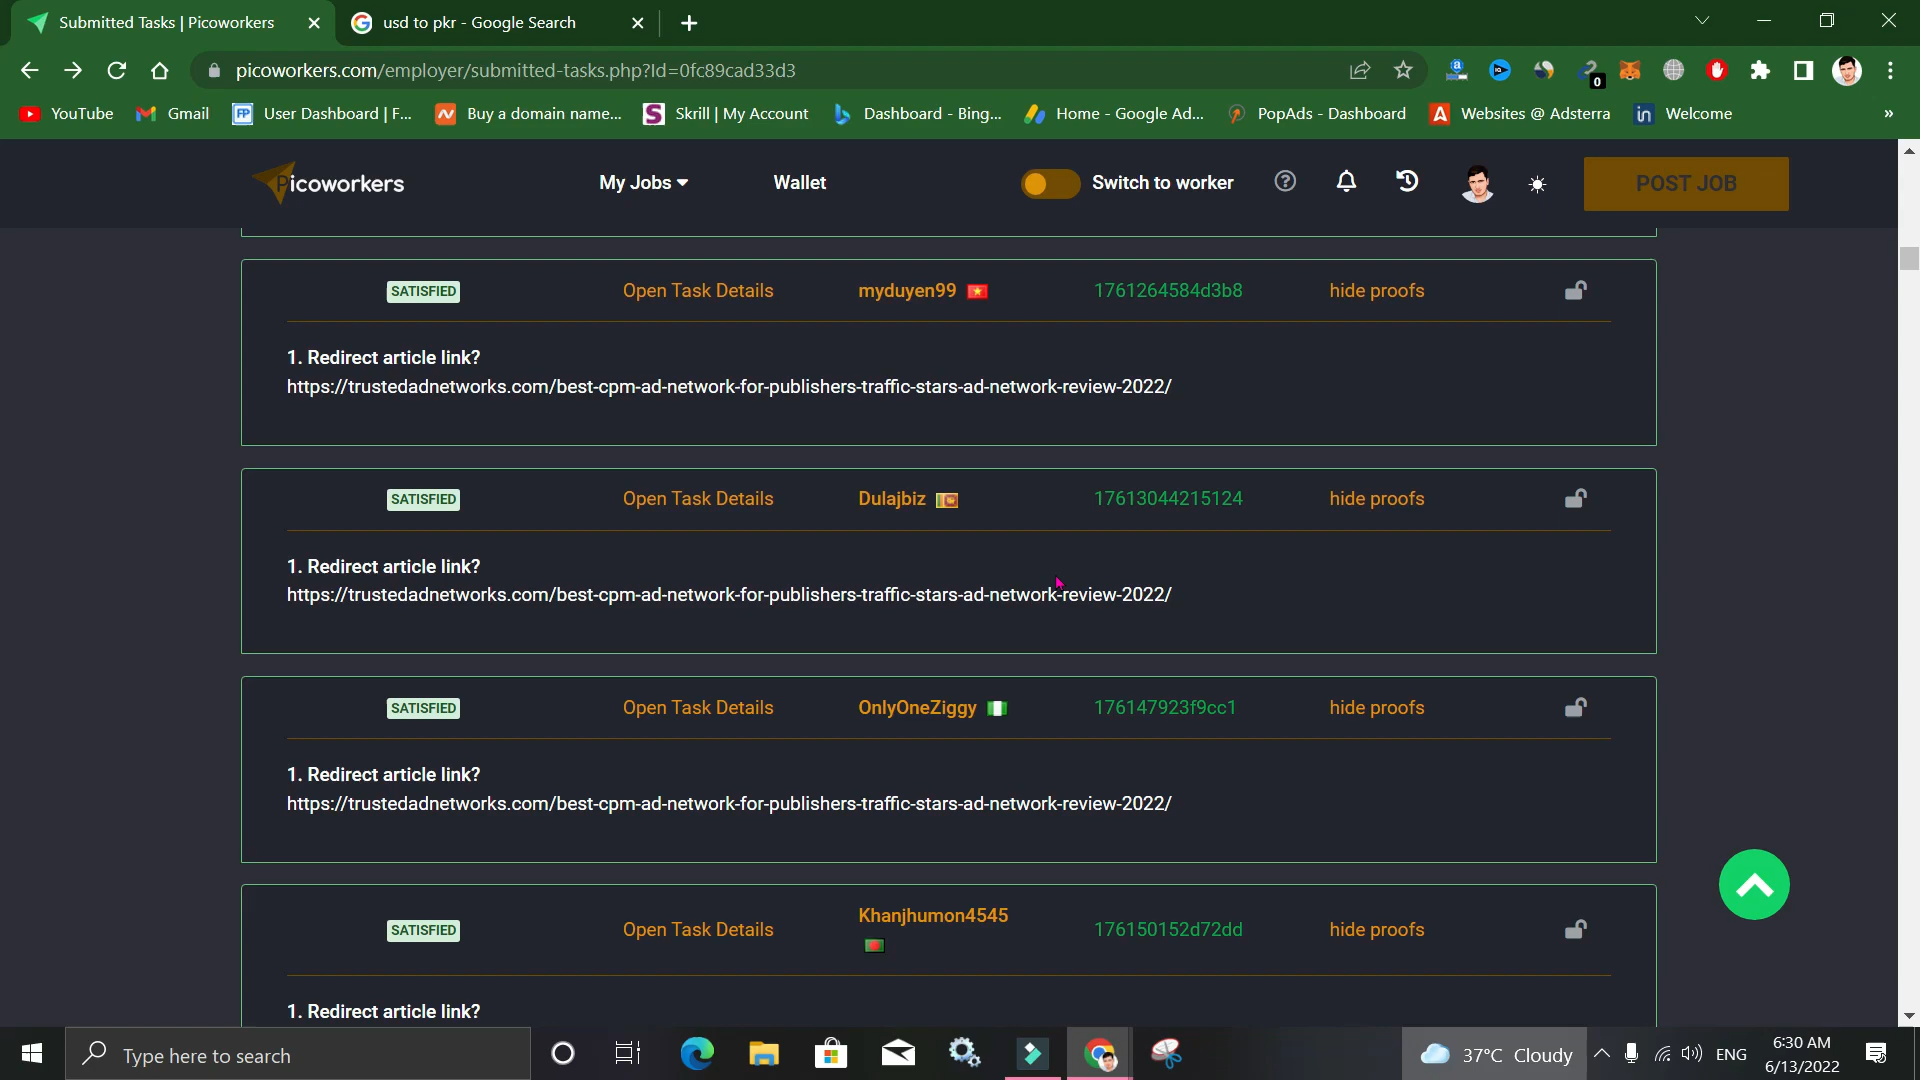 Submitted Tasks | Picoworkers
usd to pkr - Google Search
picoworkers.com/employer/submitted-tasks.php?Id=0fc89cad33d3
0
YouTube Gmail User Dashboard | F... Buy a domain name... Skrill | My Account Dashboard - Bing... Home - Google Ad... PopAds - Dashboard Websites @ Adsterra Welcome »
Picoworkers My Jobs Wallet Switch to worker POST JOB
SATISFIED Open Task Details myduyen99 1761264584d3b8 hide proofs
1. Redirect article link?
https://trustedadnetworks.com/best-cpm-ad-network-for-publishers-traffic-stars-ad-network-review-2022/
SATISFIED Open Task Details Dulajbiz 17613044215124 hide proofs
1. Redirect article link?
https://trustedadnetworks.com/best-cpm-ad-network-for-publishers-traffic-stars-ad-network-review-2022/
SATISFIED Open Task Details OnlyOneZiggy 176147923f9cc1 hide proofs
1. Redirect article link?
https://trustedadnetworks.com/best-cpm-ad-network-for-publishers-traffic-stars-ad-network-review-2022/
SATISFIED Open Task Details Khanjhumon4545 176150152d72dd hide proofs
1. Redirect article link?
Type here to search 37°C Cloudy ENG 6:30 AM
6/13/2022